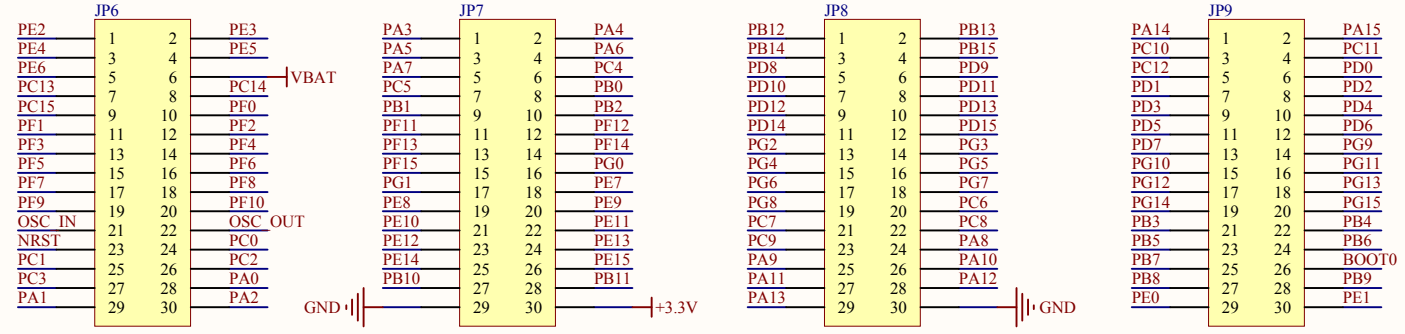 JP6 JP7 JP8 JP9
PE2 1 2 PE3 PA3 1 2 PA4 PB12 1 2 PB13 PA14 1 2 PA15
PE4 3 4 PE5 PA5 3 4 PA6 PB14 3 4 PB15 PC10 3 4 PC11
PE6 5 6 VBAT PA7 5 6 PC4 PD8 5 6 PD9 PC12 5 6 PD0
PC13 7 8 PC14 PC5 7 8 PB0 PD10 7 8 PD11 PD1 7 8 PD2
PC15 9 10 PF0 PB1 9 10 PB2 PD12 9 10 PD13 PD3 9 10 PD4
PF1 11 12 PF2 PF11 11 12 PF12 PD14 11 12 PD15 PD5 11 12 PD6
PF3 13 14 PF4 PF13 13 14 PF14 PG2 13 14 PG3 PD7 13 14 PG9
PF5 15 16 PF6 PF15 15 16 PG0 PG4 15 16 PG5 PG10 15 16 PG11
PF7 17 18 PF8 PG1 17 18 PE7 PG6 17 18 PG7 PG12 17 18 PG13
PF9 19 20 PF10 PE8 19 20 PE9 PG8 19 20 PC6 PG14 19 20 PG15
OSC_IN 21 22 OSC_OUT PE10 21 22 PE11 PC7 21 22 PC8 PB3 21 22 PB4
NRST 23 24 PC0 PE12 23 24 PE13 PC9 23 24 PA8 PB5 23 24 PB6
PC1 25 26 PC2 PE14 25 26 PE15 PA9 25 26 PA10 PB7 25 26 BOOT0
PC3 27 28 PA0 PB10 27 28 PB11 PA11 27 28 PA12 PB8 27 28 PB9
PA1 29 30 PA2 GND 29 30 +3.3V PA13 29 30 GND PE0 29 30 PE1